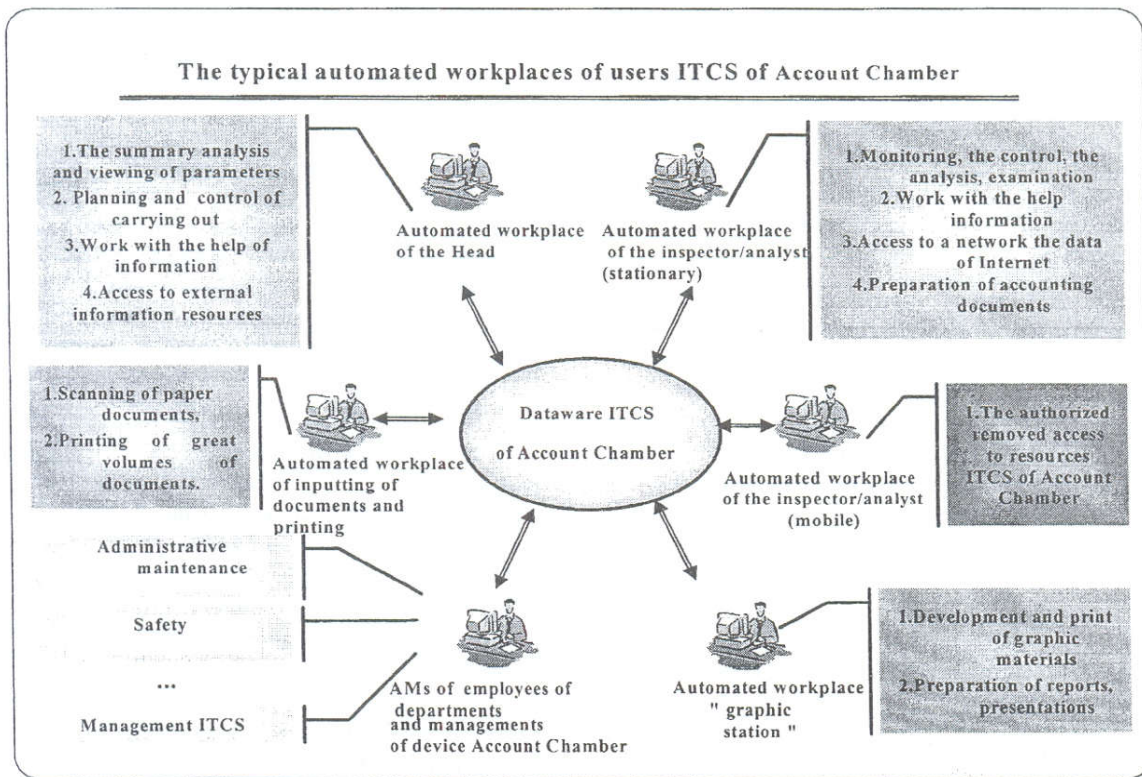 The typical automated workplaces of users ITCS of Account Chamber
1.The summary analysis
and viewing of parameters
2. Planning and control of
carrying out
3.Work with the help of
information
4.Access to external
information resources
Automated workplace
of the Head
Automated workplace
of the inspector/analyst
(stationary)
1.Monitoring, the control, the
analysis, examination
2.Work with the help
information
3.Access to a network the data
of Internet
4.Preparation of accounting
documents
1.Scanning of paper
documents,
2.Printing of great
volumes of
documents.
Automated workplace
of inputting of
documents and
printing
Dataware ITCS
of Account Chamber
Automated workplace
of the inspector/analyst
(mobile)
1.The authorized
removed access
to resources
ITCS of Account
Chamber
Administrative
maintenance
Safety
...
Management ITCS
AMs of employees of
departments
and managements
of device Account Chamber
Automated workplace
" graphic
station "
1.Development and print
of graphic
materials
2.Preparation of reports,
presentations